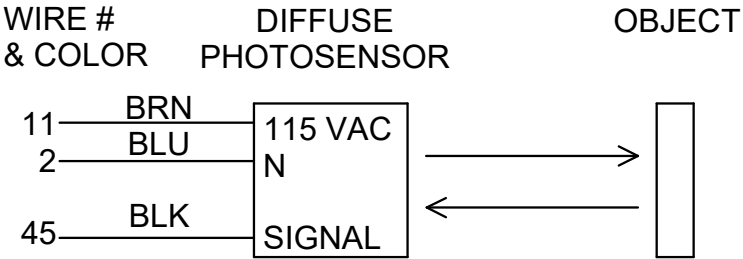 WIRE #
& COLOR
DIFFUSE
PHOTOSENSOR
OBJECT
11 BRN 115 VAC
2 BLU N
45 BLK SIGNAL